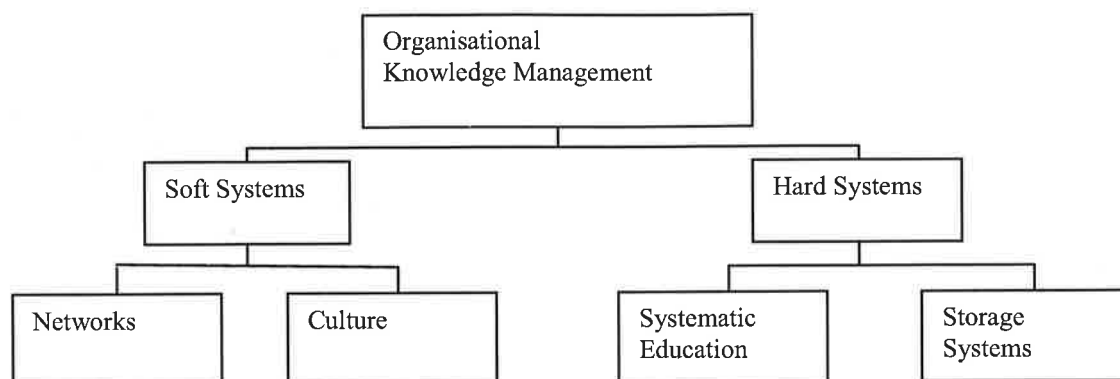 Organisational
Knowledge Management
Soft Systems
Hard Systems
Networks
Culture
Systematic
Education
Storage
Systems